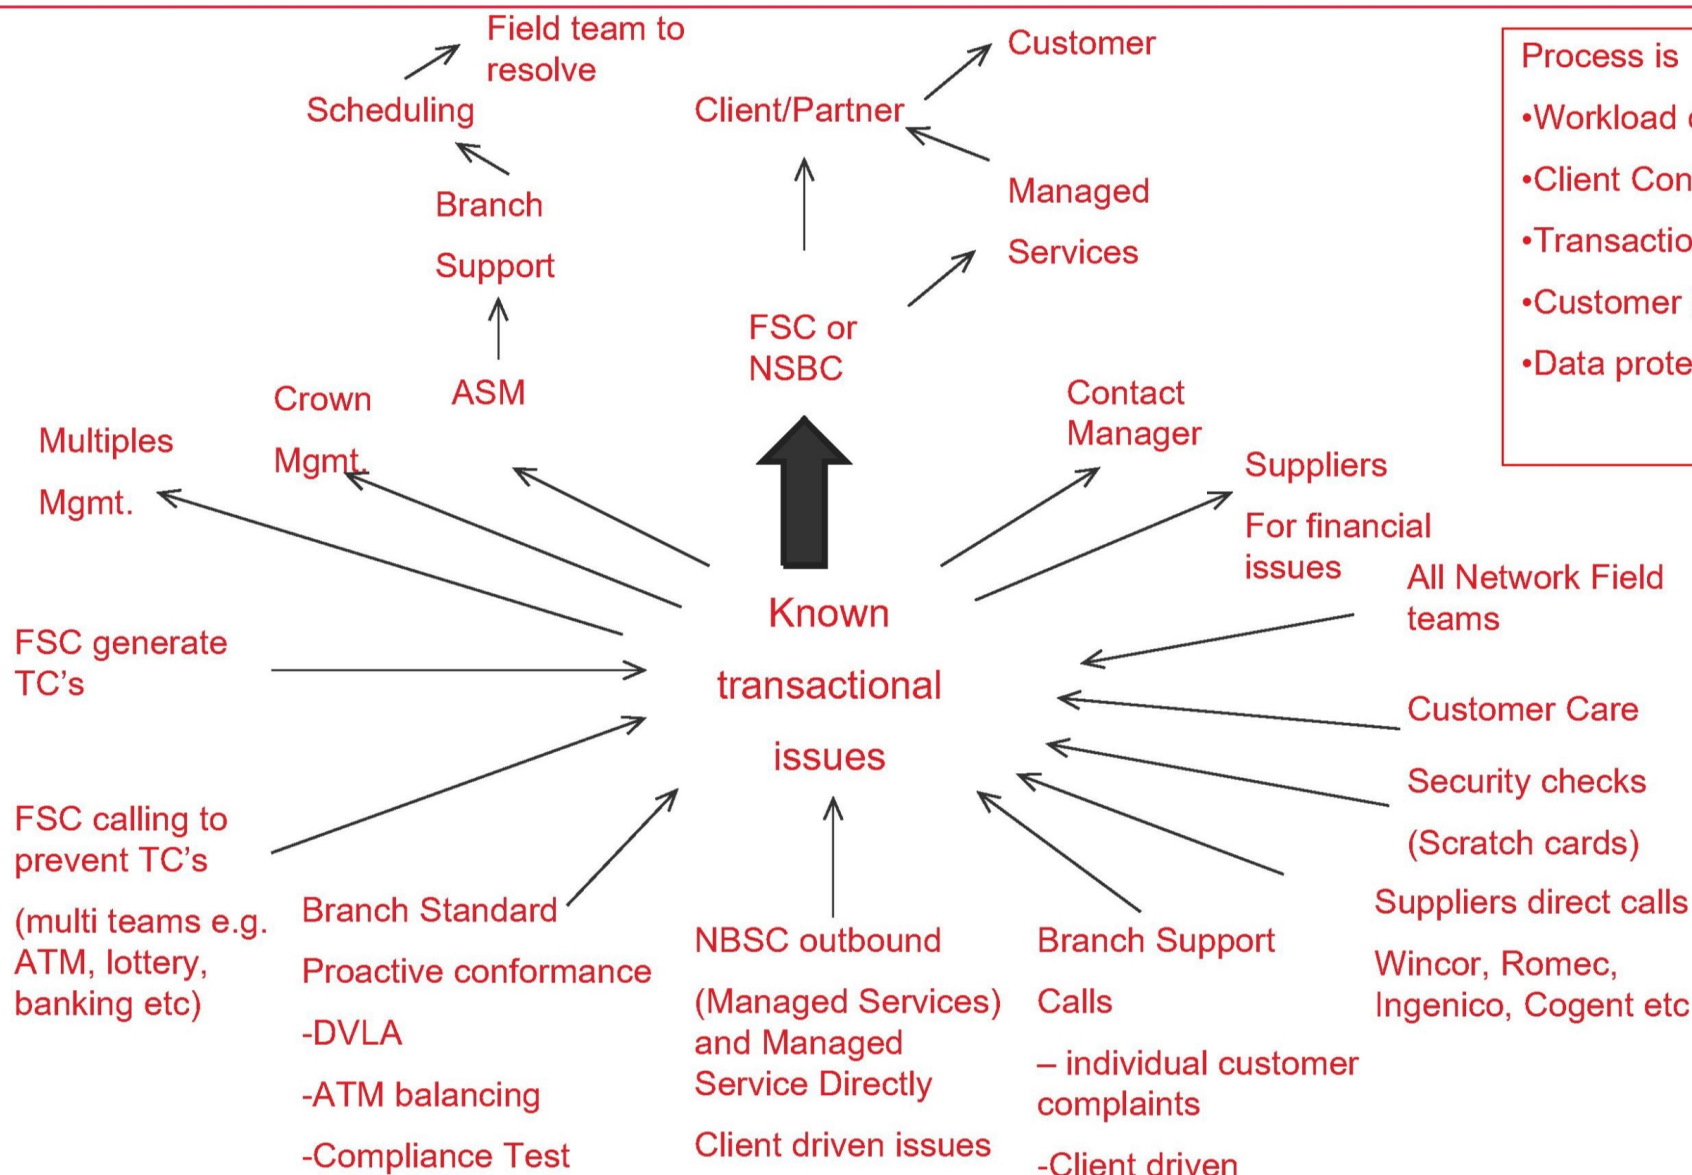 Field team to
resolve
Scheduling
Branch
Support
ASM
Customer
Client/Partner
Managed
Services
FSC or
NSBC
Process is
•Workload
•Client
•
•Customer
•Data
Multiples
Mgmt.
Crown
Mgmt.
Contact
Manager
Suppliers
For financial
issues
Known
transactional
issues
FSC generate
TC’s
FSC calling to
prevent TC’s
(multi teams e.g.
ATM, lottery,
banking etc)
Branch Standard
Proactive conformance
-DVLA
-ATM balancing
-Compliance Test
NBSC outbound
(Managed Services)
and Managed
Service Directly
Client driven issues
Branch Support
Calls
– individual customer
complaints
-Client driven
All Network Field
teams
Customer Care
Security checks
(Scratch cards)
Suppliers direct calls
Wincor, Romec,
Ingenico, Cogent etc